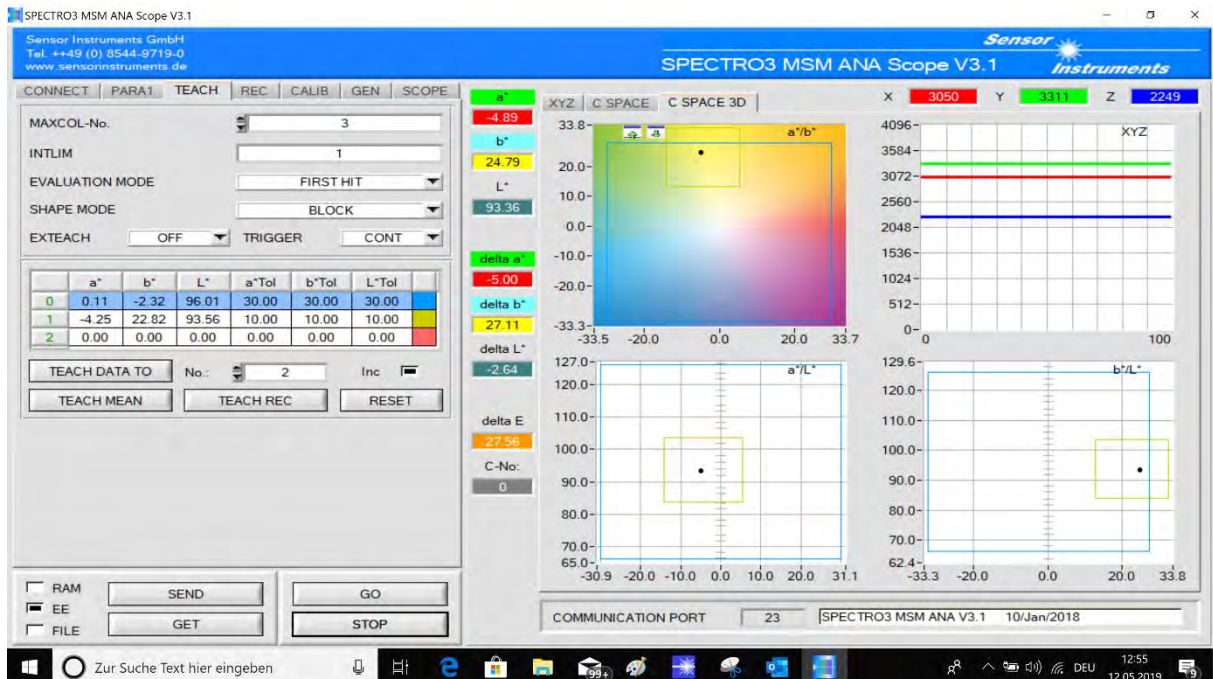 SPECTRO3 MSM ANA Scope V3.1
Sensor Instruments GmbH
Tel. ++49 (0) 8544-9719-0
www.sensorinstruments.de
SPECTRO3 MSM ANA Scope V3.1
Sensor Instruments
CONNECT PARA1 TEACH REC CALIB GEN SCOPE
MAXCOL-No. 3
INTLIM 1
EVALUATION MODE FIRST HIT
SHAPE MODE BLOCK
EXTEACH OFF TRIGGER CONT
a* b* L* a*Tol b*Tol L*Tol
0 0.11 -2.32 96.01 30.00 30.00 30.00
1 -4.25 22.82 93.56 10.00 10.00 10.00
2 0.00 0.00 0.00 0.00 0.00 0.00
TEACH DATA TO No.: 2 Inc
TEACH MEAN TEACH REC RESET
RAM
EE
FILE
SEND GO
GET STOP
a*
-4.89
b*
24.79
L*
93.36
delta a*
-5.00
delta b*
27.11
delta L*
-2.64
delta E
27.56
C-No:
0
XYZ C SPACE C SPACE 3D
X 3050 Y 3311 Z 2249
a*/b*
33.8
20.0
10.0
0.0
-10.0
-20.0
-33.3
-33.5 -20.0 0.0 20.0 33.7
XYZ
4096
3584
3072
2560
2048
1536
1024
512
0
0 100
a*/L*
127.0
120.0
110.0
100.0
90.0
80.0
70.0
65.0
-30.9 -20.0 -10.0 0.0 10.0 20.0 31.1
b*/L*
129.6
120.0
110.0
100.0
90.0
80.0
70.0
62.4
-33.3 -20.0 0.0 20.0 33.8
COMMUNICATION PORT 23 SPECTRO3 MSM ANA V3.1 10/Jan/2018
Zur Suche Text hier eingeben
99+
DEU
12:55
12.05.2019
9